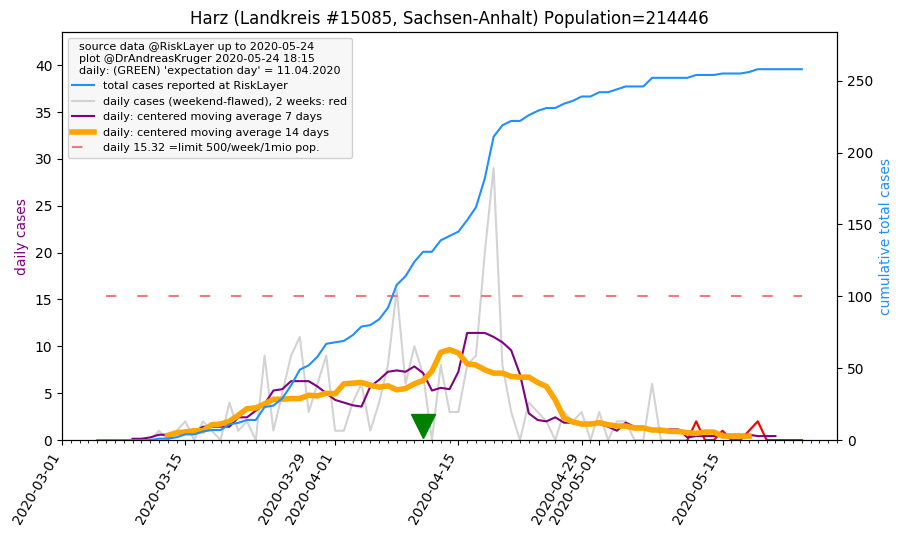 Harz (Landkreis #15085, Sachsen-Anhalt) Population=214446
source data @RiskLayer up to 2020-05-24
plot @DrAndreasKruger 2020-05-24 18:15
daily: (GREEN) 'expectation day' = 11.04.2020
total cases reported at RiskLayer
daily cases (weekend-flawed), 2 weeks: red
daily: centered moving average 7 days
daily: centered moving average 14 days
daily 15.32 =limit 500/week/1mio pop.
daily cases
40
35
30
25
20
15
10
5
0
cumulative total cases
250
200
150
100
50
0
2020-03-01
2020-03-15
2020-03-29
2020-04-01
2020-04-15
2020-04-29
2020-05-01
2020-05-15